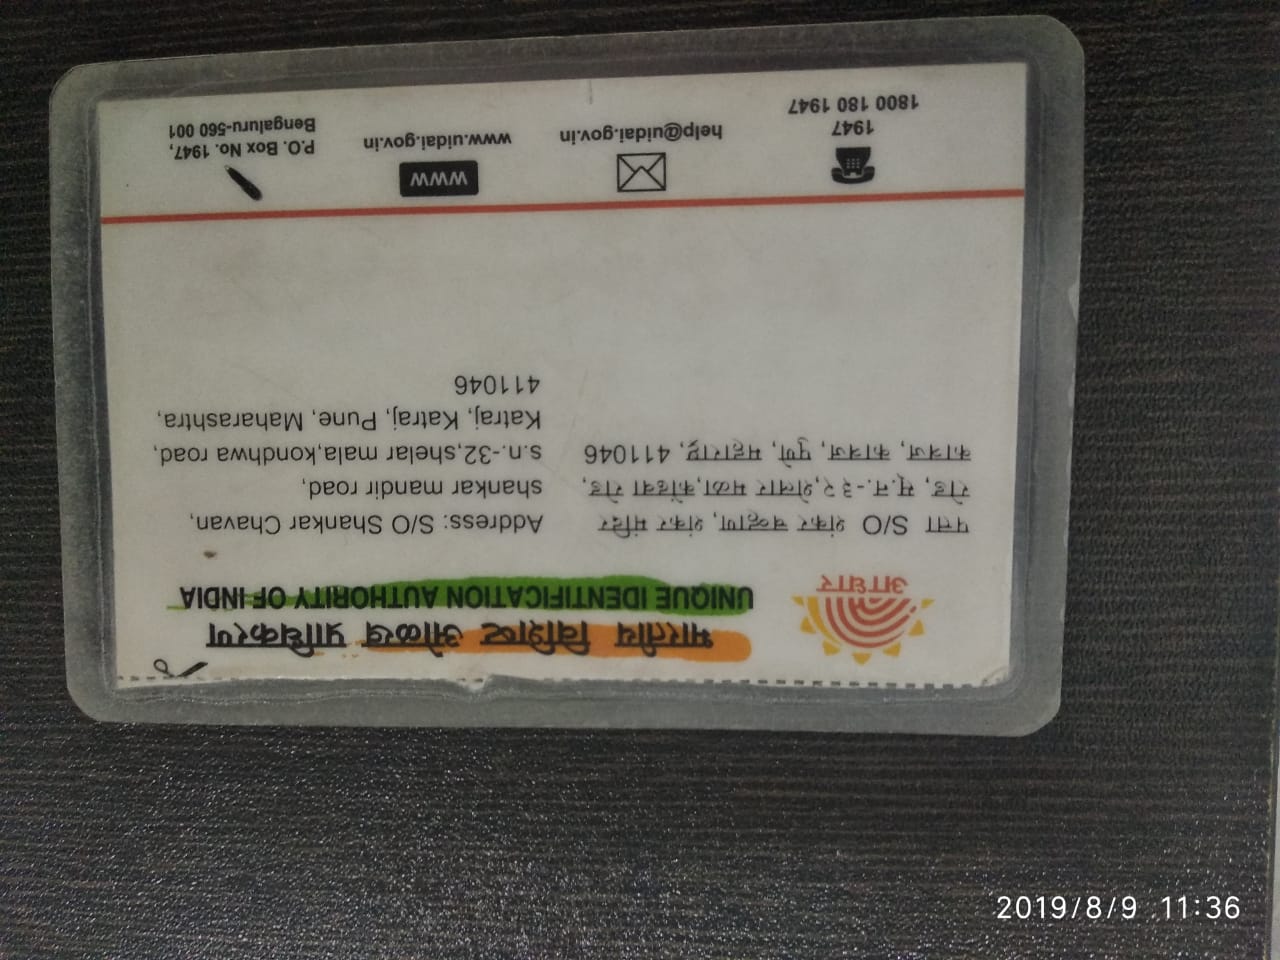 भारतीय विशिष्ट ओळख प्राधिकरण
UNIQUE IDENTIFICATION AUTHORITY OF INDIA
आधार
पत्ता S/O शंकर चव्हाण, शंकर मंदिर
रोड, सु.न.-३२,शेलार मळा,कोंढवा रोड,
कात्रज, कात्रज, पुणे, महाराष्ट्र, 411046
Address: S/O Shankar Chavan,
shankar mandir road,
s.n.-32,shelar mala,kondhwa road,
Katraj, Katraj, Pune, Maharashtra,
411046
1947
1800 180 1947
help@uidai.gov.in
WWW
www.uidai.gov.in
P.O. Box No. 1947,
Bengaluru-560 001
2019/8/9 11:36